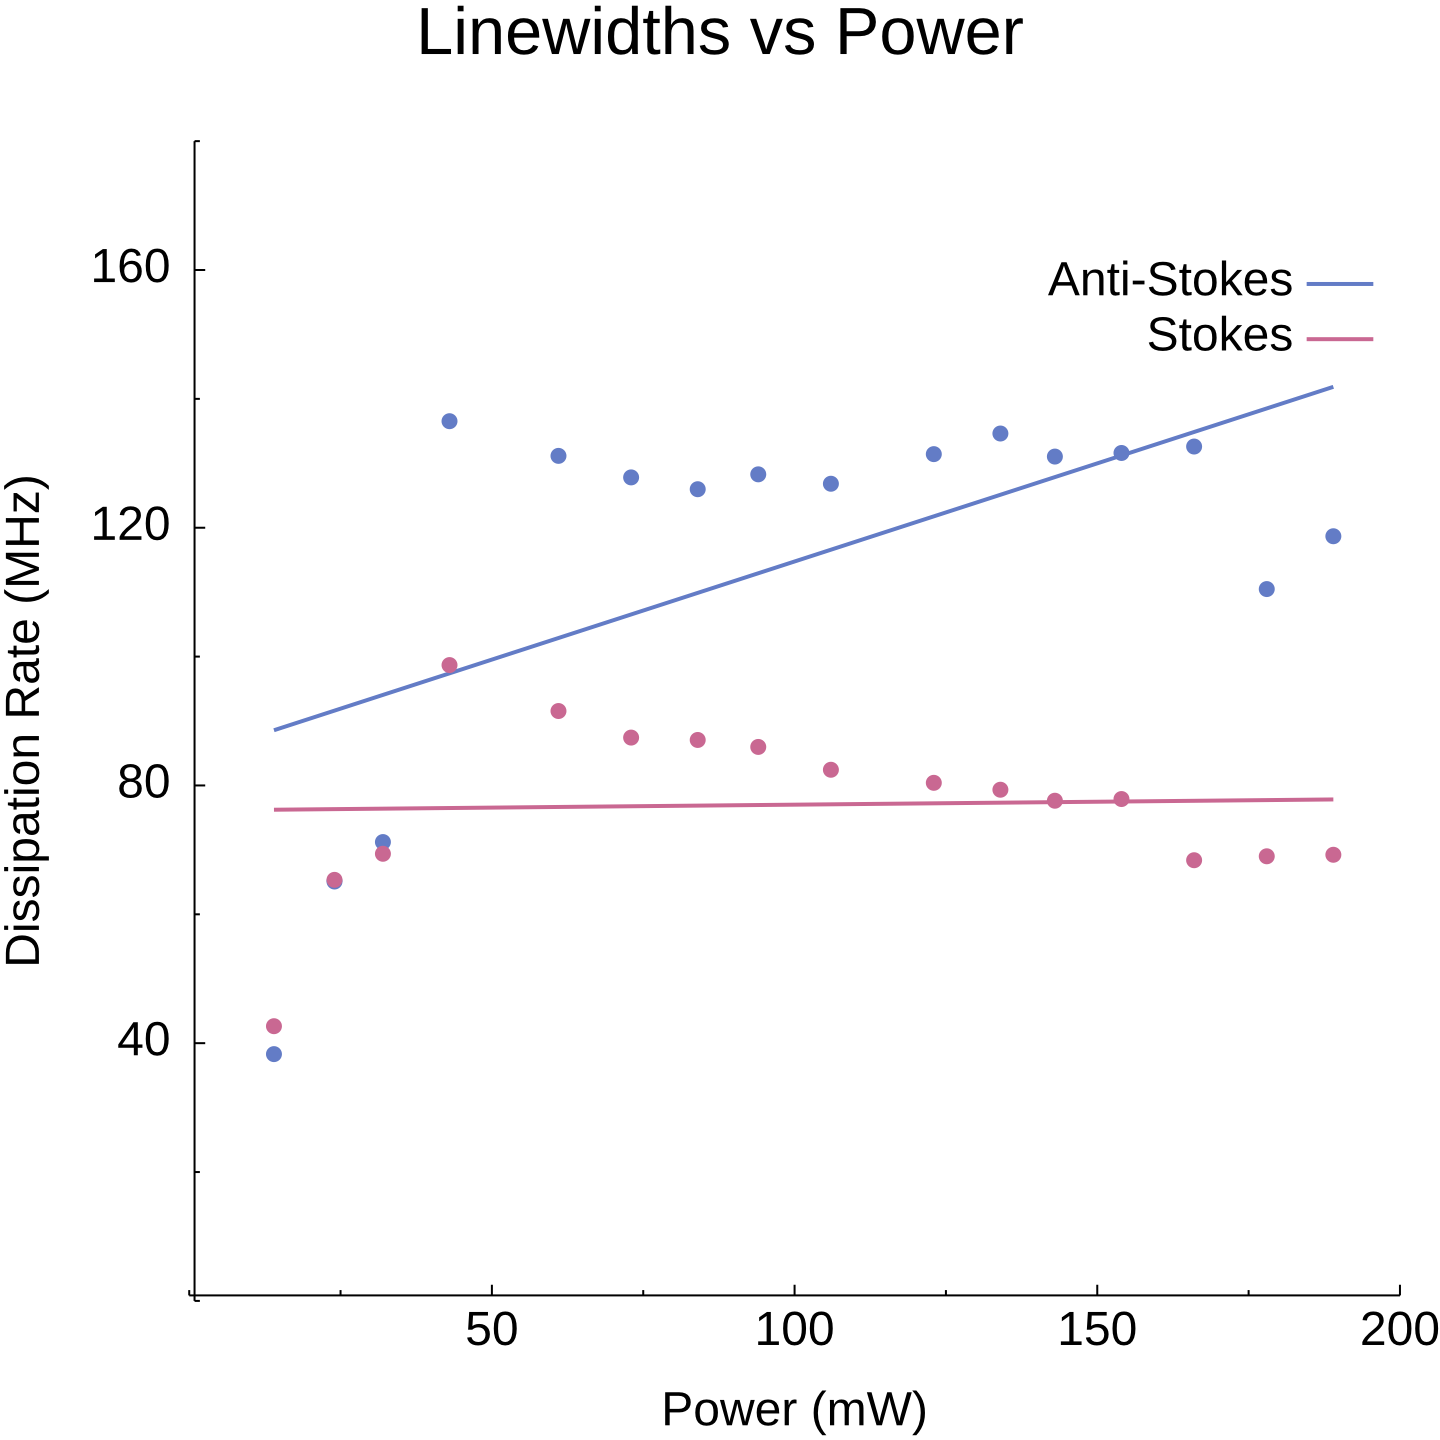 Linewidths vs Power
160
120
80
40
Dissipation Rate (MHz)
Anti-Stokes
Stokes
50
100
150
200
Power (mW)